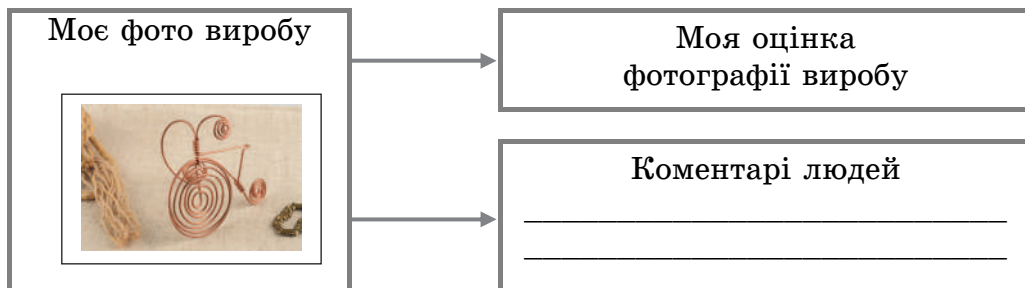 Моє фото виробу
Моя оцінка
фотографії виробу
Коментарі людей